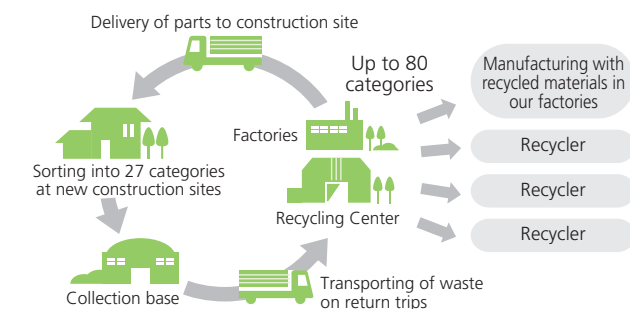 Delivery of parts to construction site
Up to 80
categories
Manufacturing with
recycled materials in
our factories
Factories
Recycler
Sorting into 27 categories
at new construction sites
Recycler
Recycling Center
Recycler
Collection base
Transporting of waste
on return trips